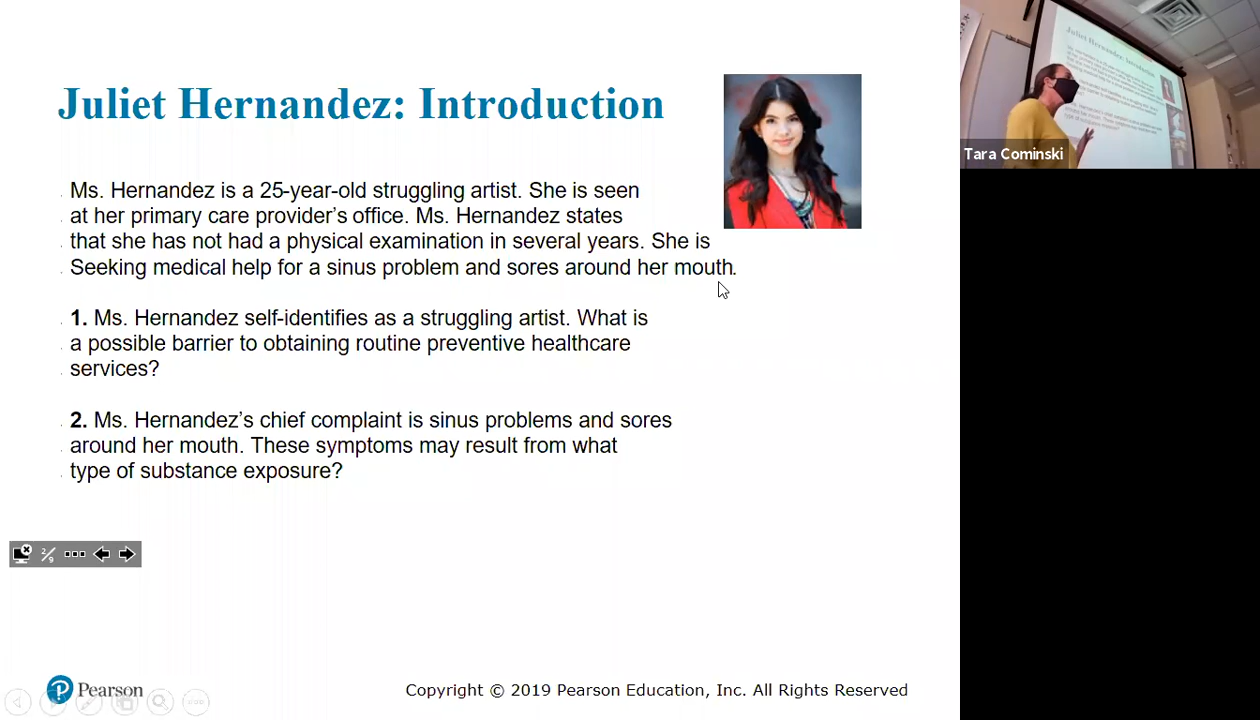 Juliet Hernandez: Introduction
Ms. Hernandez is a 25-year-old struggling artist. She is seen
at her primary care provider’s office. Ms. Hernandez states
that she has not had a physical examination in several years. She is
Seeking medical help for a sinus problem and sores around her mouth.
1. Ms. Hernandez self-identifies as a struggling artist. What is
a possible barrier to obtaining routine preventive healthcare
services?
2. Ms. Hernandez’s chief complaint is sinus problems and sores
around her mouth. These symptoms may result from what
type of substance exposure?
2/9
Pearson
Copyright © 2019 Pearson Education, Inc. All Rights Reserved
Juliet Hernandez: Introduction
Tara Cominski